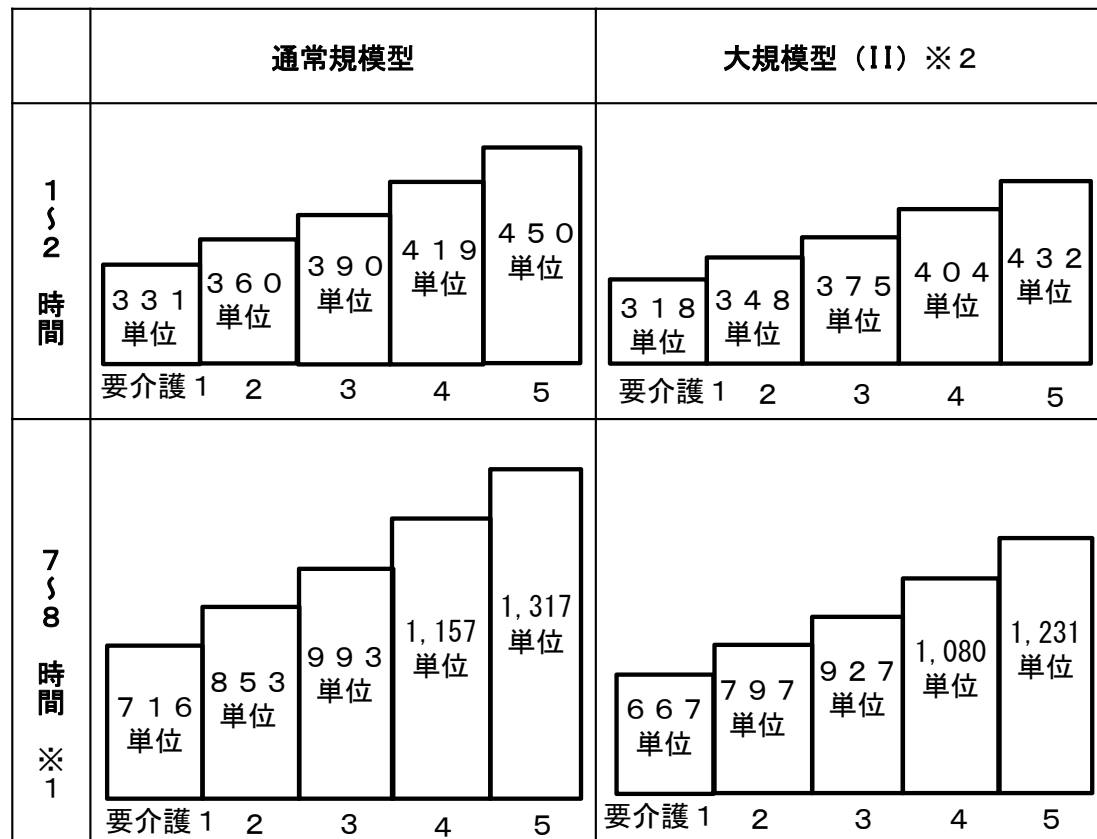 通常規模型
大規模型（II）※２
１～２ 時間
３３１
単位
３６０
単位
３９０
単位
４１９
単位
４５０
単位
要介護１
２
３
４
５
３１８
単位
３４８
単位
３７５
単位
４０４
単位
４３２
単位
要介護１
２
３
４
５
７～８ 時間 ※１
７１６
単位
８５３
単位
９９３
単位
1,157
単位
1,317
単位
要介護１
２
３
４
５
６６７
単位
７９７
単位
９２７
単位
1,080
単位
1,231
単位
要介護１
２
３
４
５